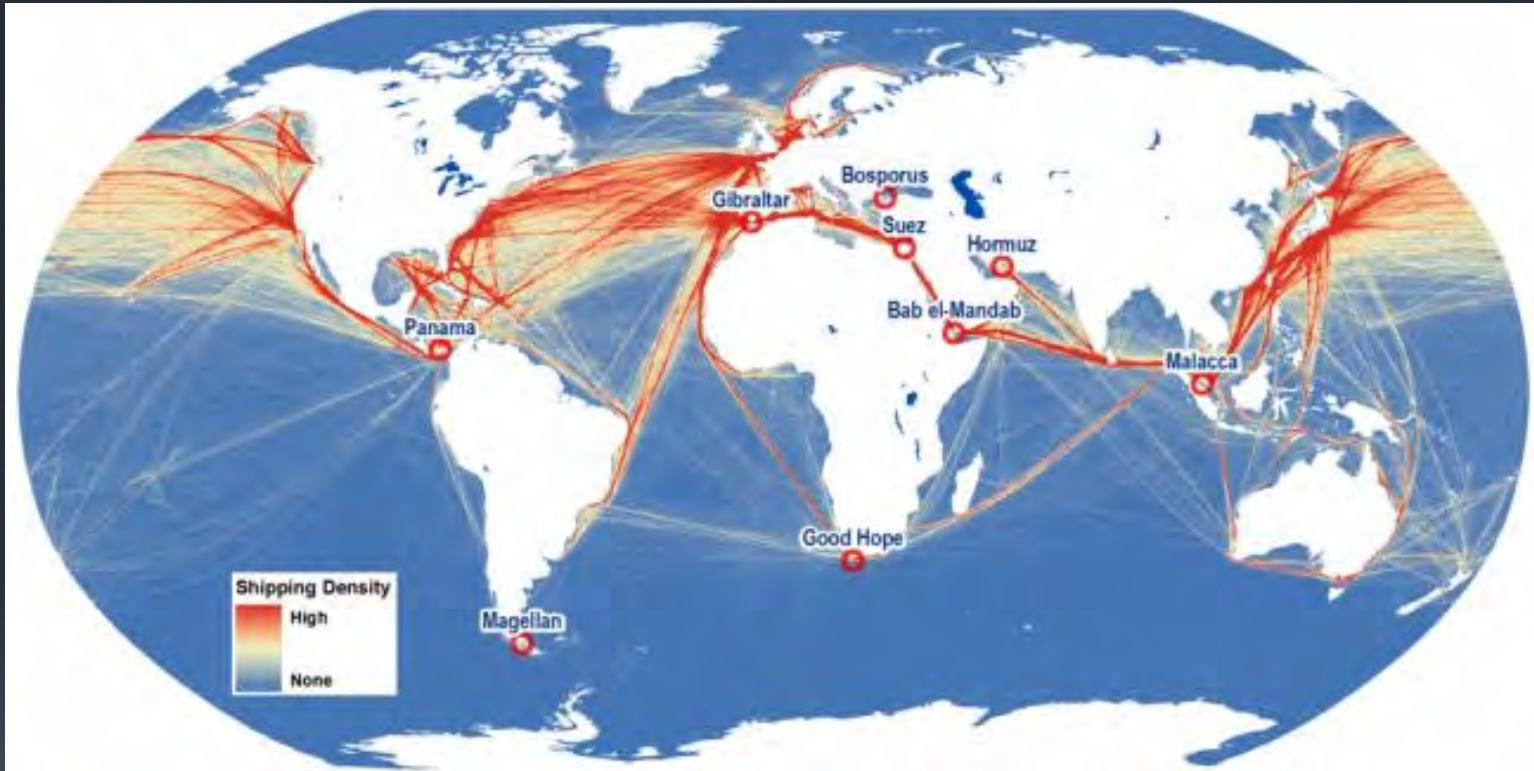 Bosporus
Gibraltar
Suez
Hormuz
Bab el-Mandab
Panama
Malacca
Good Hope
Shipping Density
High
None
Magellan